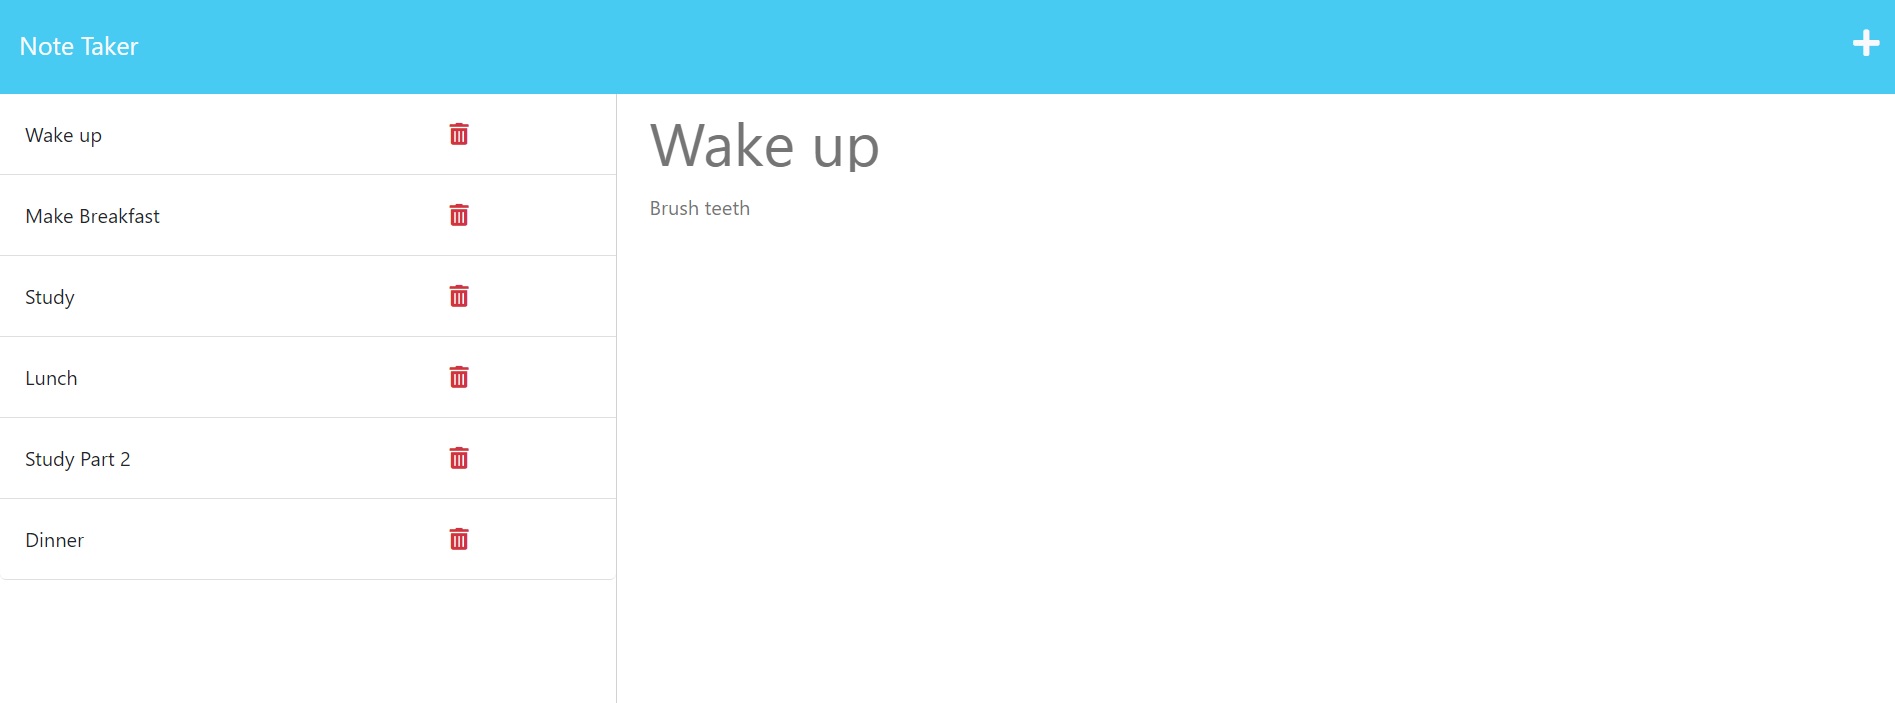 Note Taker
Wake up
Make Breakfast
Study
Lunch
Study Part 2
Dinner
Wake up
Brush teeth